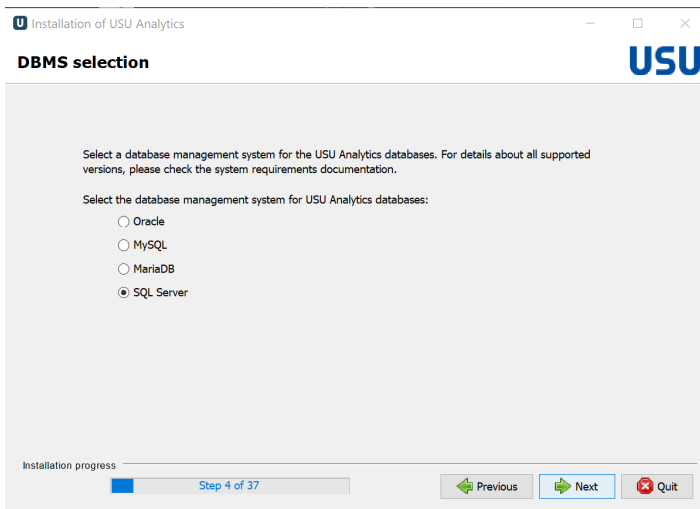 U Installation of USU Analytics
DBMS selection
USU
Select a database management system for the USU Analytics databases. For details about all supported
versions, please check the system requirements documentation.
Select the database management system for USU Analytics databases:
Oracle
MySQL
MariaDB
SQL Server
Installation progress
Step 4 of 37
Previous
Next
Quit